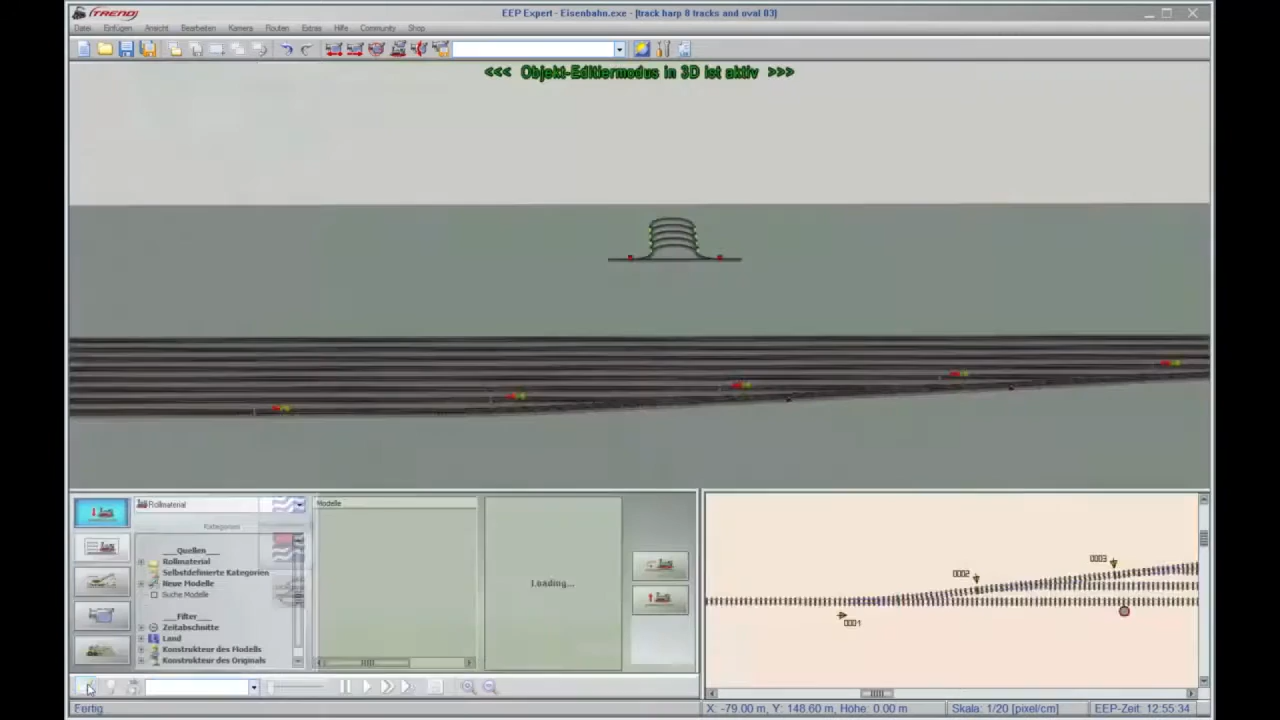 TREND
EEP Expert - Eisenbahn.exe - [track harp 8 tracks and oval 03]
Datei Einfügen Ansicht Bearbeiten Kamera Routen Extras Hilfe Community Shop
<<< Objekt-Editiermodus in 3D ist aktiv >>>
Rollmaterial
Kategorien
__Quellen__
Rollmaterial
Selbstdefinierte Kategorien
Neue Modelle
Suche Modelle
__Filter__
Zeitabschnitte
Land
Konstrukteur des Modells
Konstrukteur des Originals
Modelle
Loading...
0003
0002
0001
Fertig
X: -79.00 m, Y: 148.60 m, Höhe: 0.00 m
Skala: 1/20 [pixel/cm]
EEP-Zeit: 12:55 34